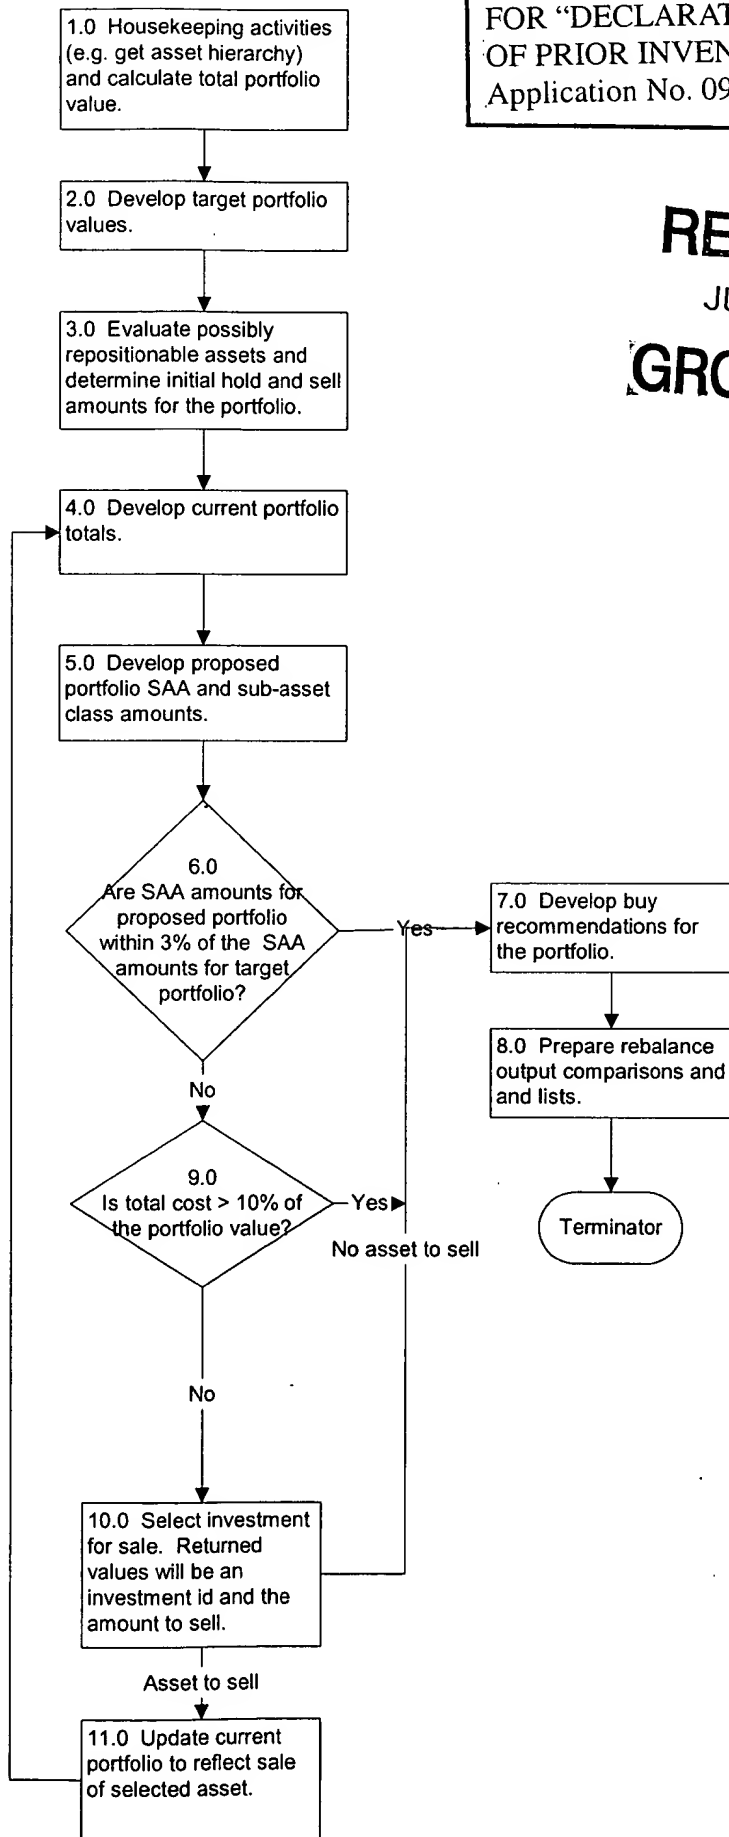 1.0 Housekeeping activities
(e.g. get asset hierarchy)
and calculate total portfolio
value.
FOR “DECLARAT
OF PRIOR INVEN
Application No. 09
2.0 Develop target portfolio
values.
RE
JU
GRO
3.0 Evaluate possibly
repositionable assets and
determine initial hold and sell
amounts for the portfolio.
4.0 Develop current portfolio
totals.
5.0 Develop proposed
portfolio SAA and sub-asset
class amounts.
6.0
Are SAA amounts for
proposed portfolio
within 3% of the SAA
amounts for target
portfolio?
Yes
7.0 Develop buy
recommendations for
the portfolio.
8.0 Prepare rebalance
output comparisons and
and lists.
Terminator
No
9.0
Is total cost > 10% of
the portfolio value?
Yes
No asset to sell
No
10.0 Select investment
for sale. Returned
values will be an
investment id and the
amount to sell.
Asset to sell
11.0 Update current
portfolio to reflect sale
of selected asset.